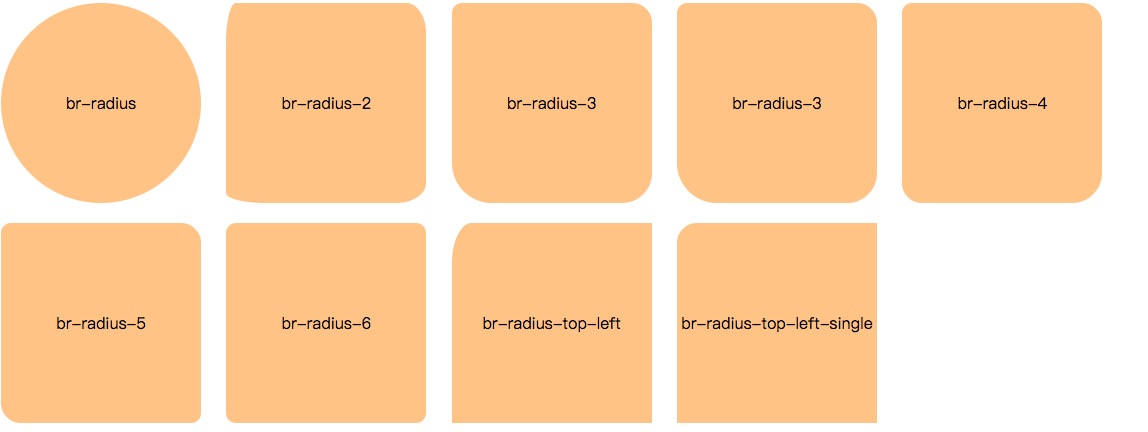 br-radius
br-radius-2
br-radius-3
br-radius-3
br-radius-4
br-radius-5
br-radius-6
br-radius-top-left
br-radius-top-left-single